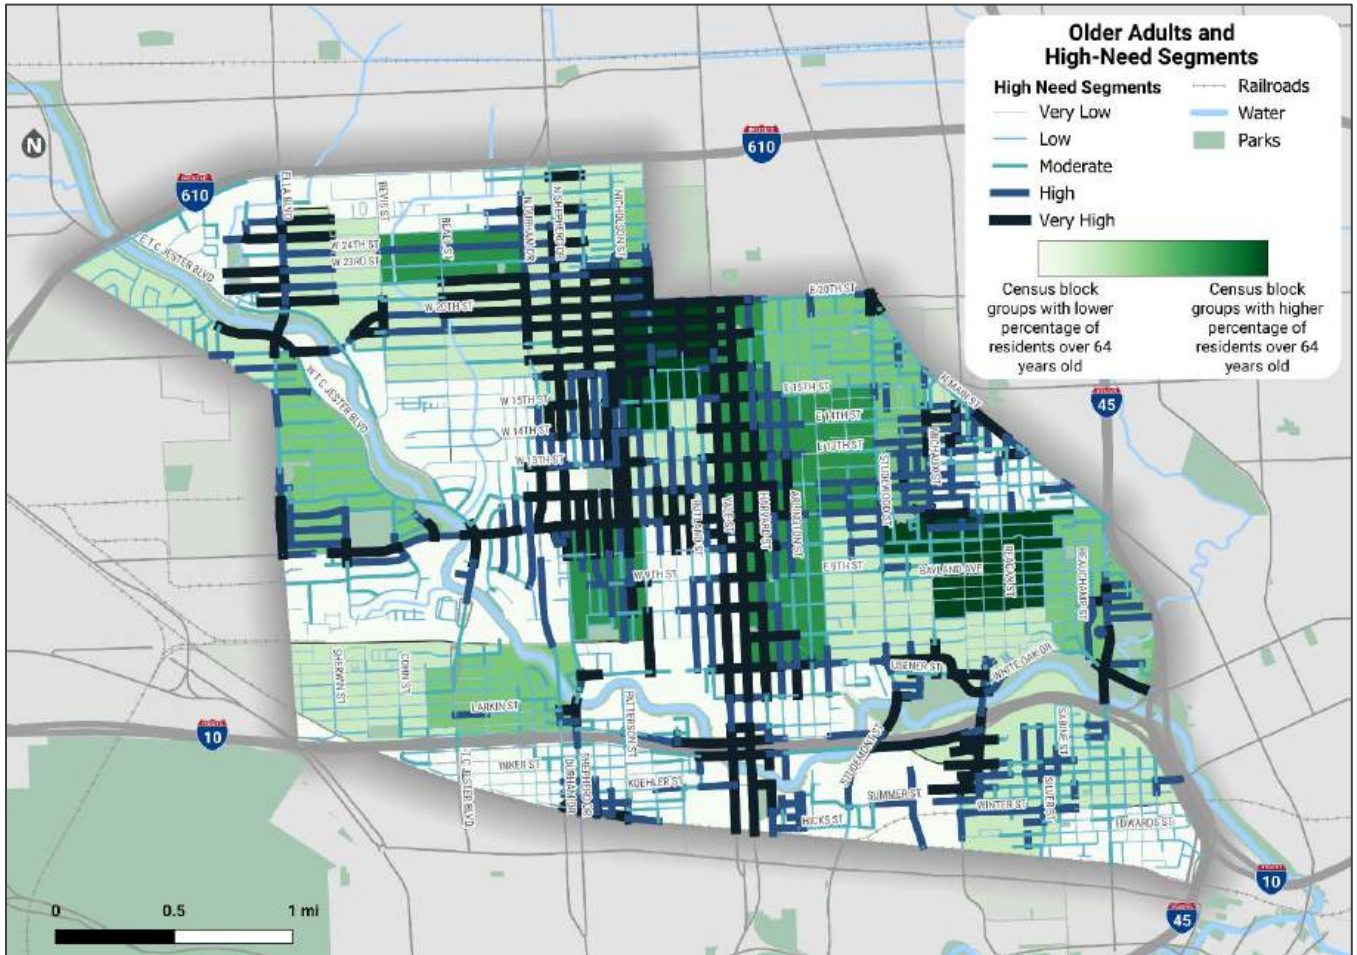 Older Adults and
High-Need Segments
High Need Segments
Very Low
Low
Moderate
High
Very High
Railroads
Water
Parks
Census block
groups with lower
percentage of
residents over 64
years old
Census block
groups with higher
percentage of
residents over 64
years old
N
610
610
45
10
10
45
ELLA BLVD
BEVIS ST
BEALL ST
N DURHAM DR
N SHEPHERD DR
NICHOLSON ST
E T C JESTER BLVD
W 24TH ST
W 23RD ST
W 20TH ST
E 20TH ST
W T C JESTER BLVD
N MAIN ST
W 15TH ST
E 15TH ST
W 14TH ST
E 14TH ST
W 13TH ST
E 13TH ST
MICHAUX ST
STUDEWOOD ST
RUTLAND ST
YALE ST
HARVARD ST
ARLINGTON ST
W 9TH ST
E 9TH ST
BAYLAND AVE
REAGAN ST
BEAUCHAMP ST
SHERWIN ST
COHN ST
USENER ST
WHITE OAK DR
LARKIN ST
PATTERSON ST
SABINE ST
STUDEMONT ST
T C JESTER BLVD
INKER ST
DURHAM DR
SHEPHERD DR
KOEHLER ST
SUMMER ST
WINTER ST
SILVER ST
HICKS ST
EDWARDS ST
0
0.5
1 mi